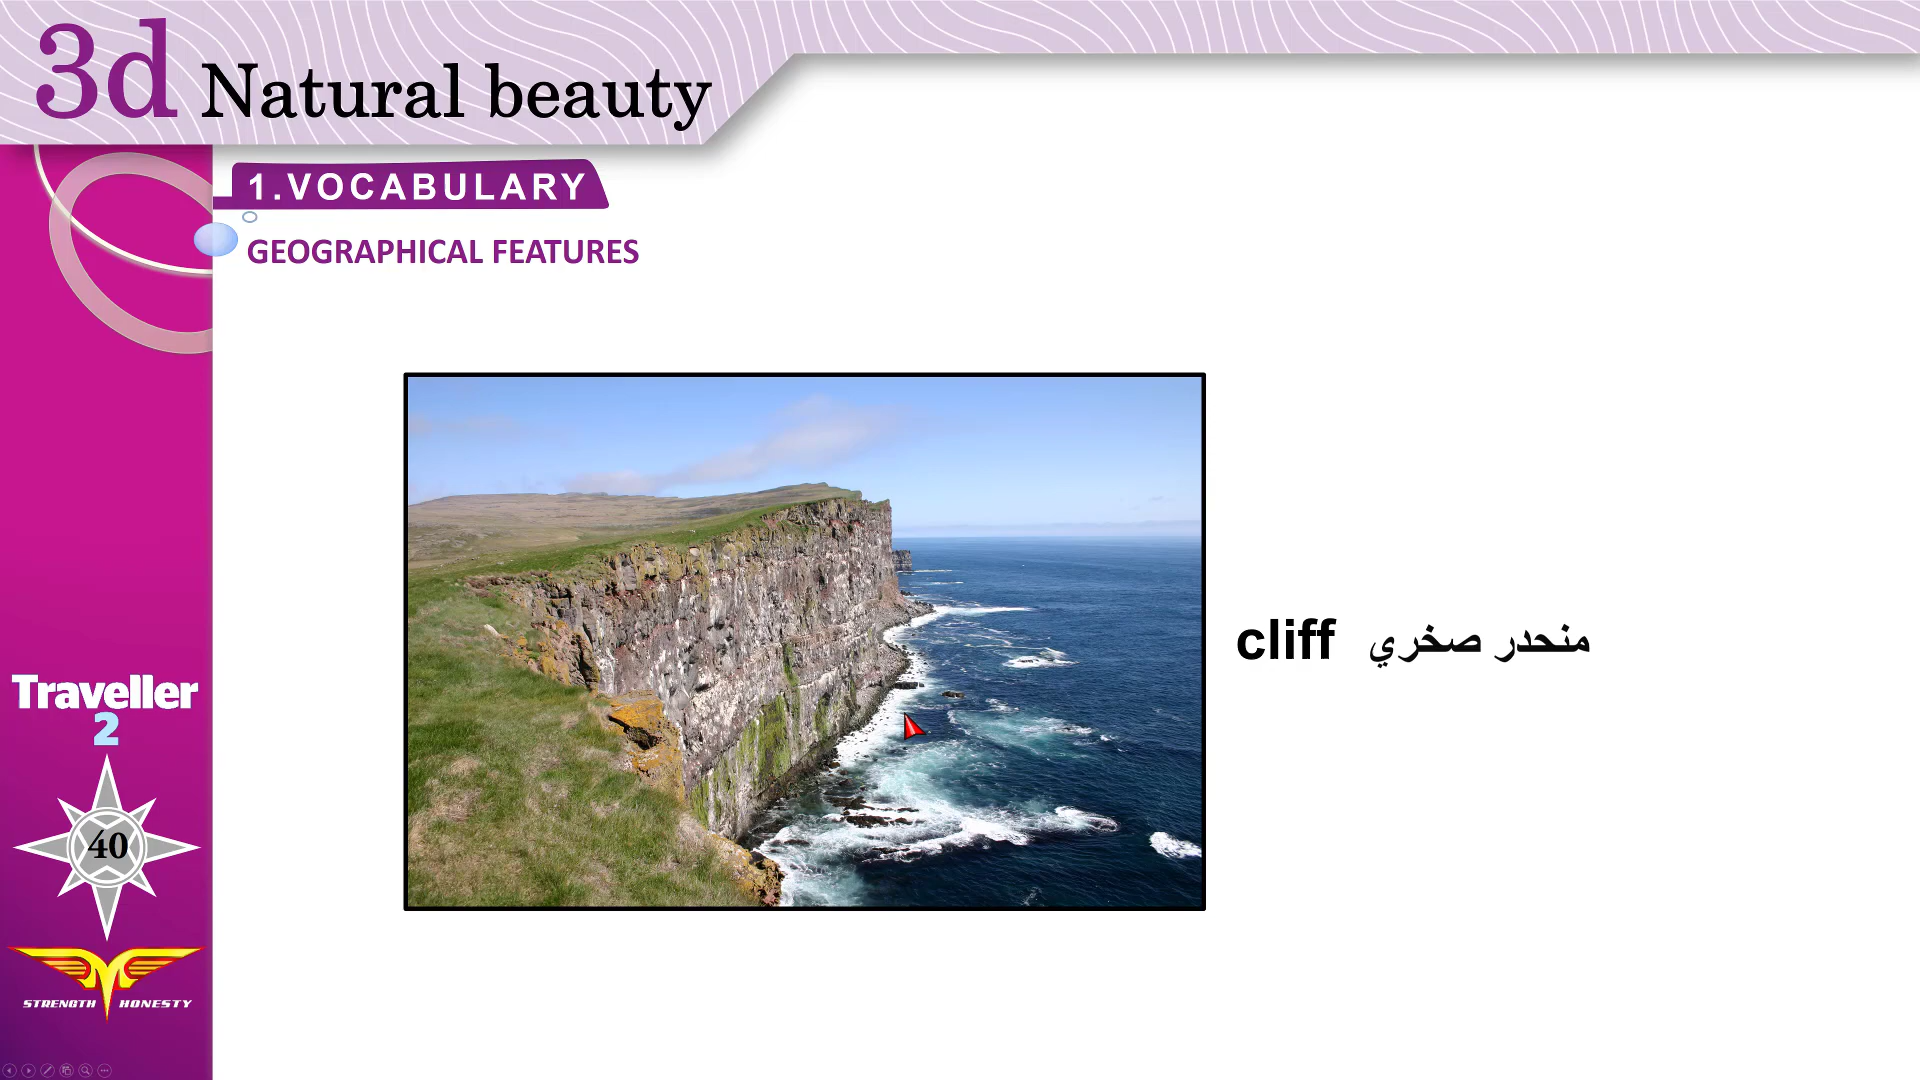 3d Natural beauty
1.VOCABULARY
GEOGRAPHICAL FEATURES
cliff منحدر صخري
Traveller
2
40
STRENGTH HONESTY